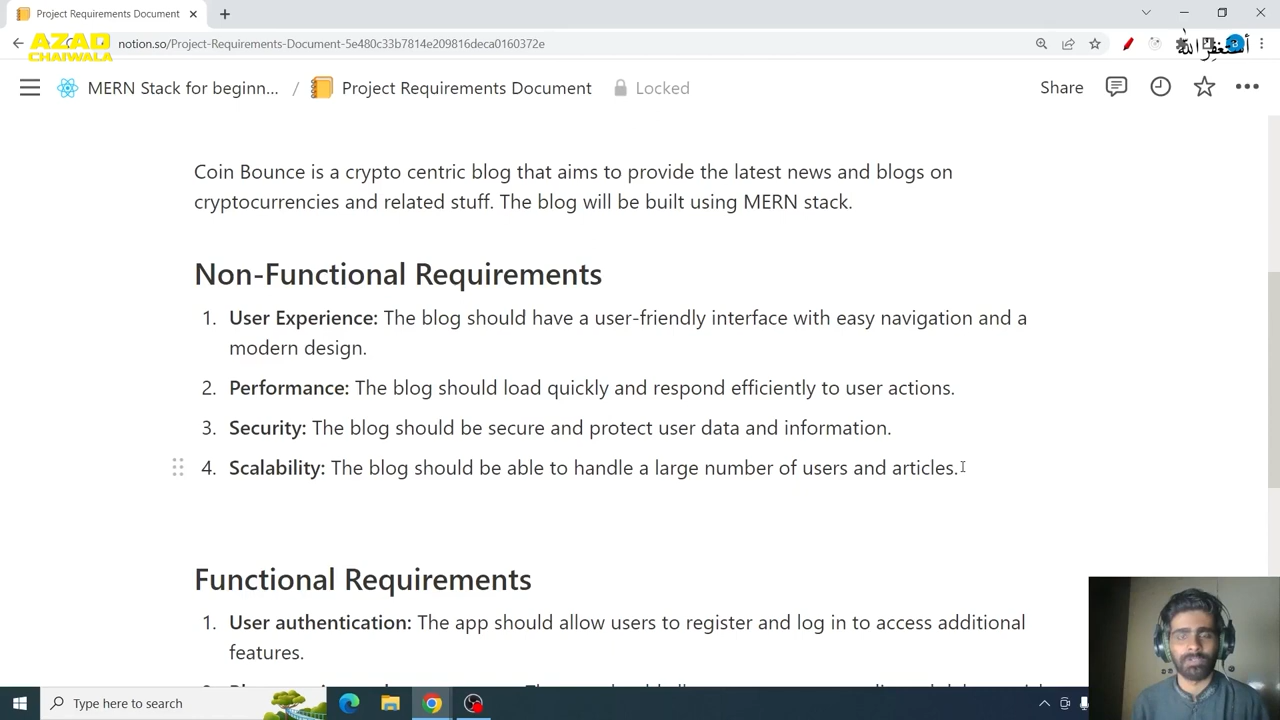 Project Requirements Document
AZAD
CHAIWALA
notion.so/Project-Requirements-Document-5e480c33b7814e209816deca0160372e
أستغفر الله
MERN Stack for beginn... / Project Requirements Document Locked
Share
Coin Bounce is a crypto centric blog that aims to provide the latest news and blogs on
cryptocurrencies and related stuff. The blog will be built using MERN stack.
Non-Functional Requirements
1. User Experience: The blog should have a user-friendly interface with easy navigation and a
modern design.
2. Performance: The blog should load quickly and respond efficiently to user actions.
3. Security: The blog should be secure and protect user data and information.
4. Scalability: The blog should be able to handle a large number of users and articles.
Functional Requirements
1. User authentication: The app should allow users to register and log in to access additional
features.
Type here to search